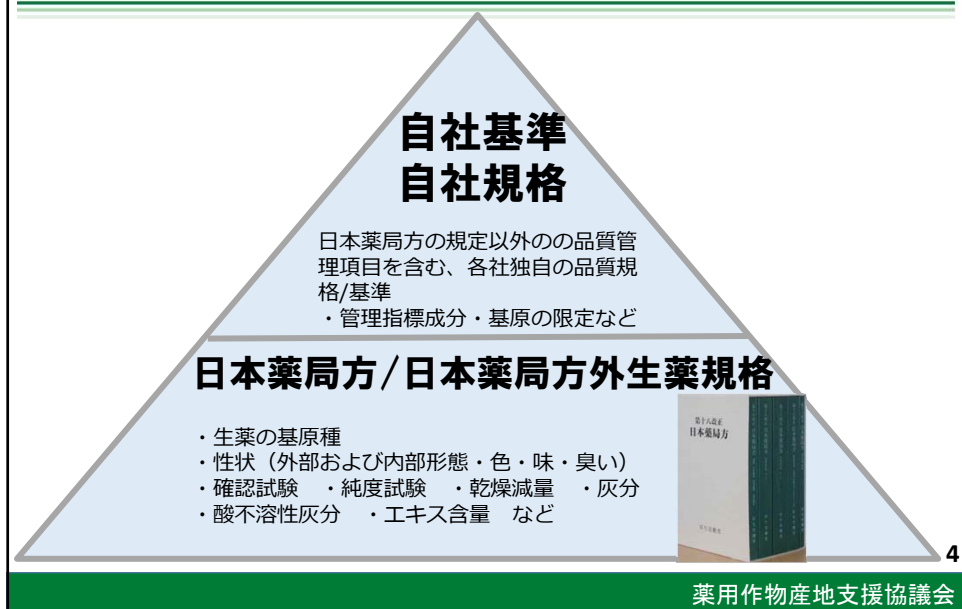 自社基準
自社規格
日本薬局方の規定以外のの品質管
理項目を含む、各社独自の品質規
格/基準
・管理指標成分・基原の限定など
日本薬局方/日本薬局方外生薬規格
・生薬の基原種
・性状（外部および内部形態・色・味・臭い）
・確認試験　・純度試験　・乾燥減量　・灰分
・酸不溶性灰分　・エキス含量　など
第十六改正
日本薬局方
4
薬用作物産地支援協議会